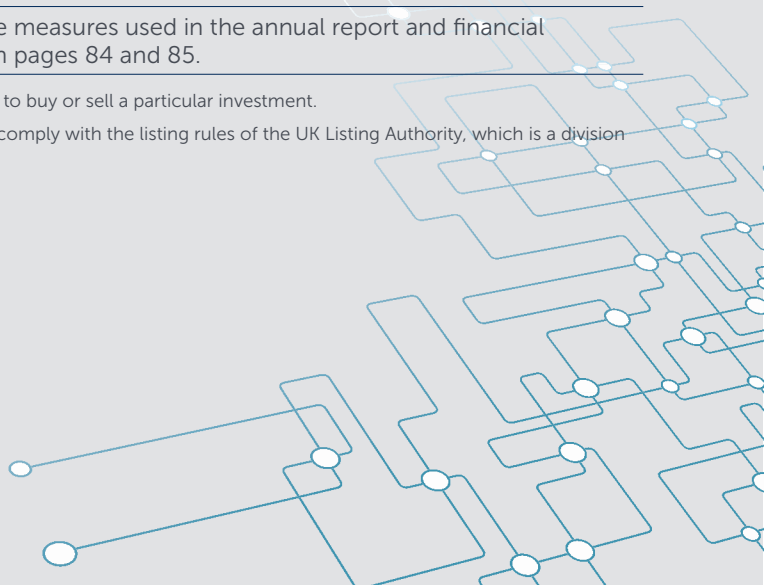 e measures used in the annual report and financial
n pages 84 and 85.
to buy or sell a particular investment.
comply with the listing rules of the UK Listing Authority, which is a division